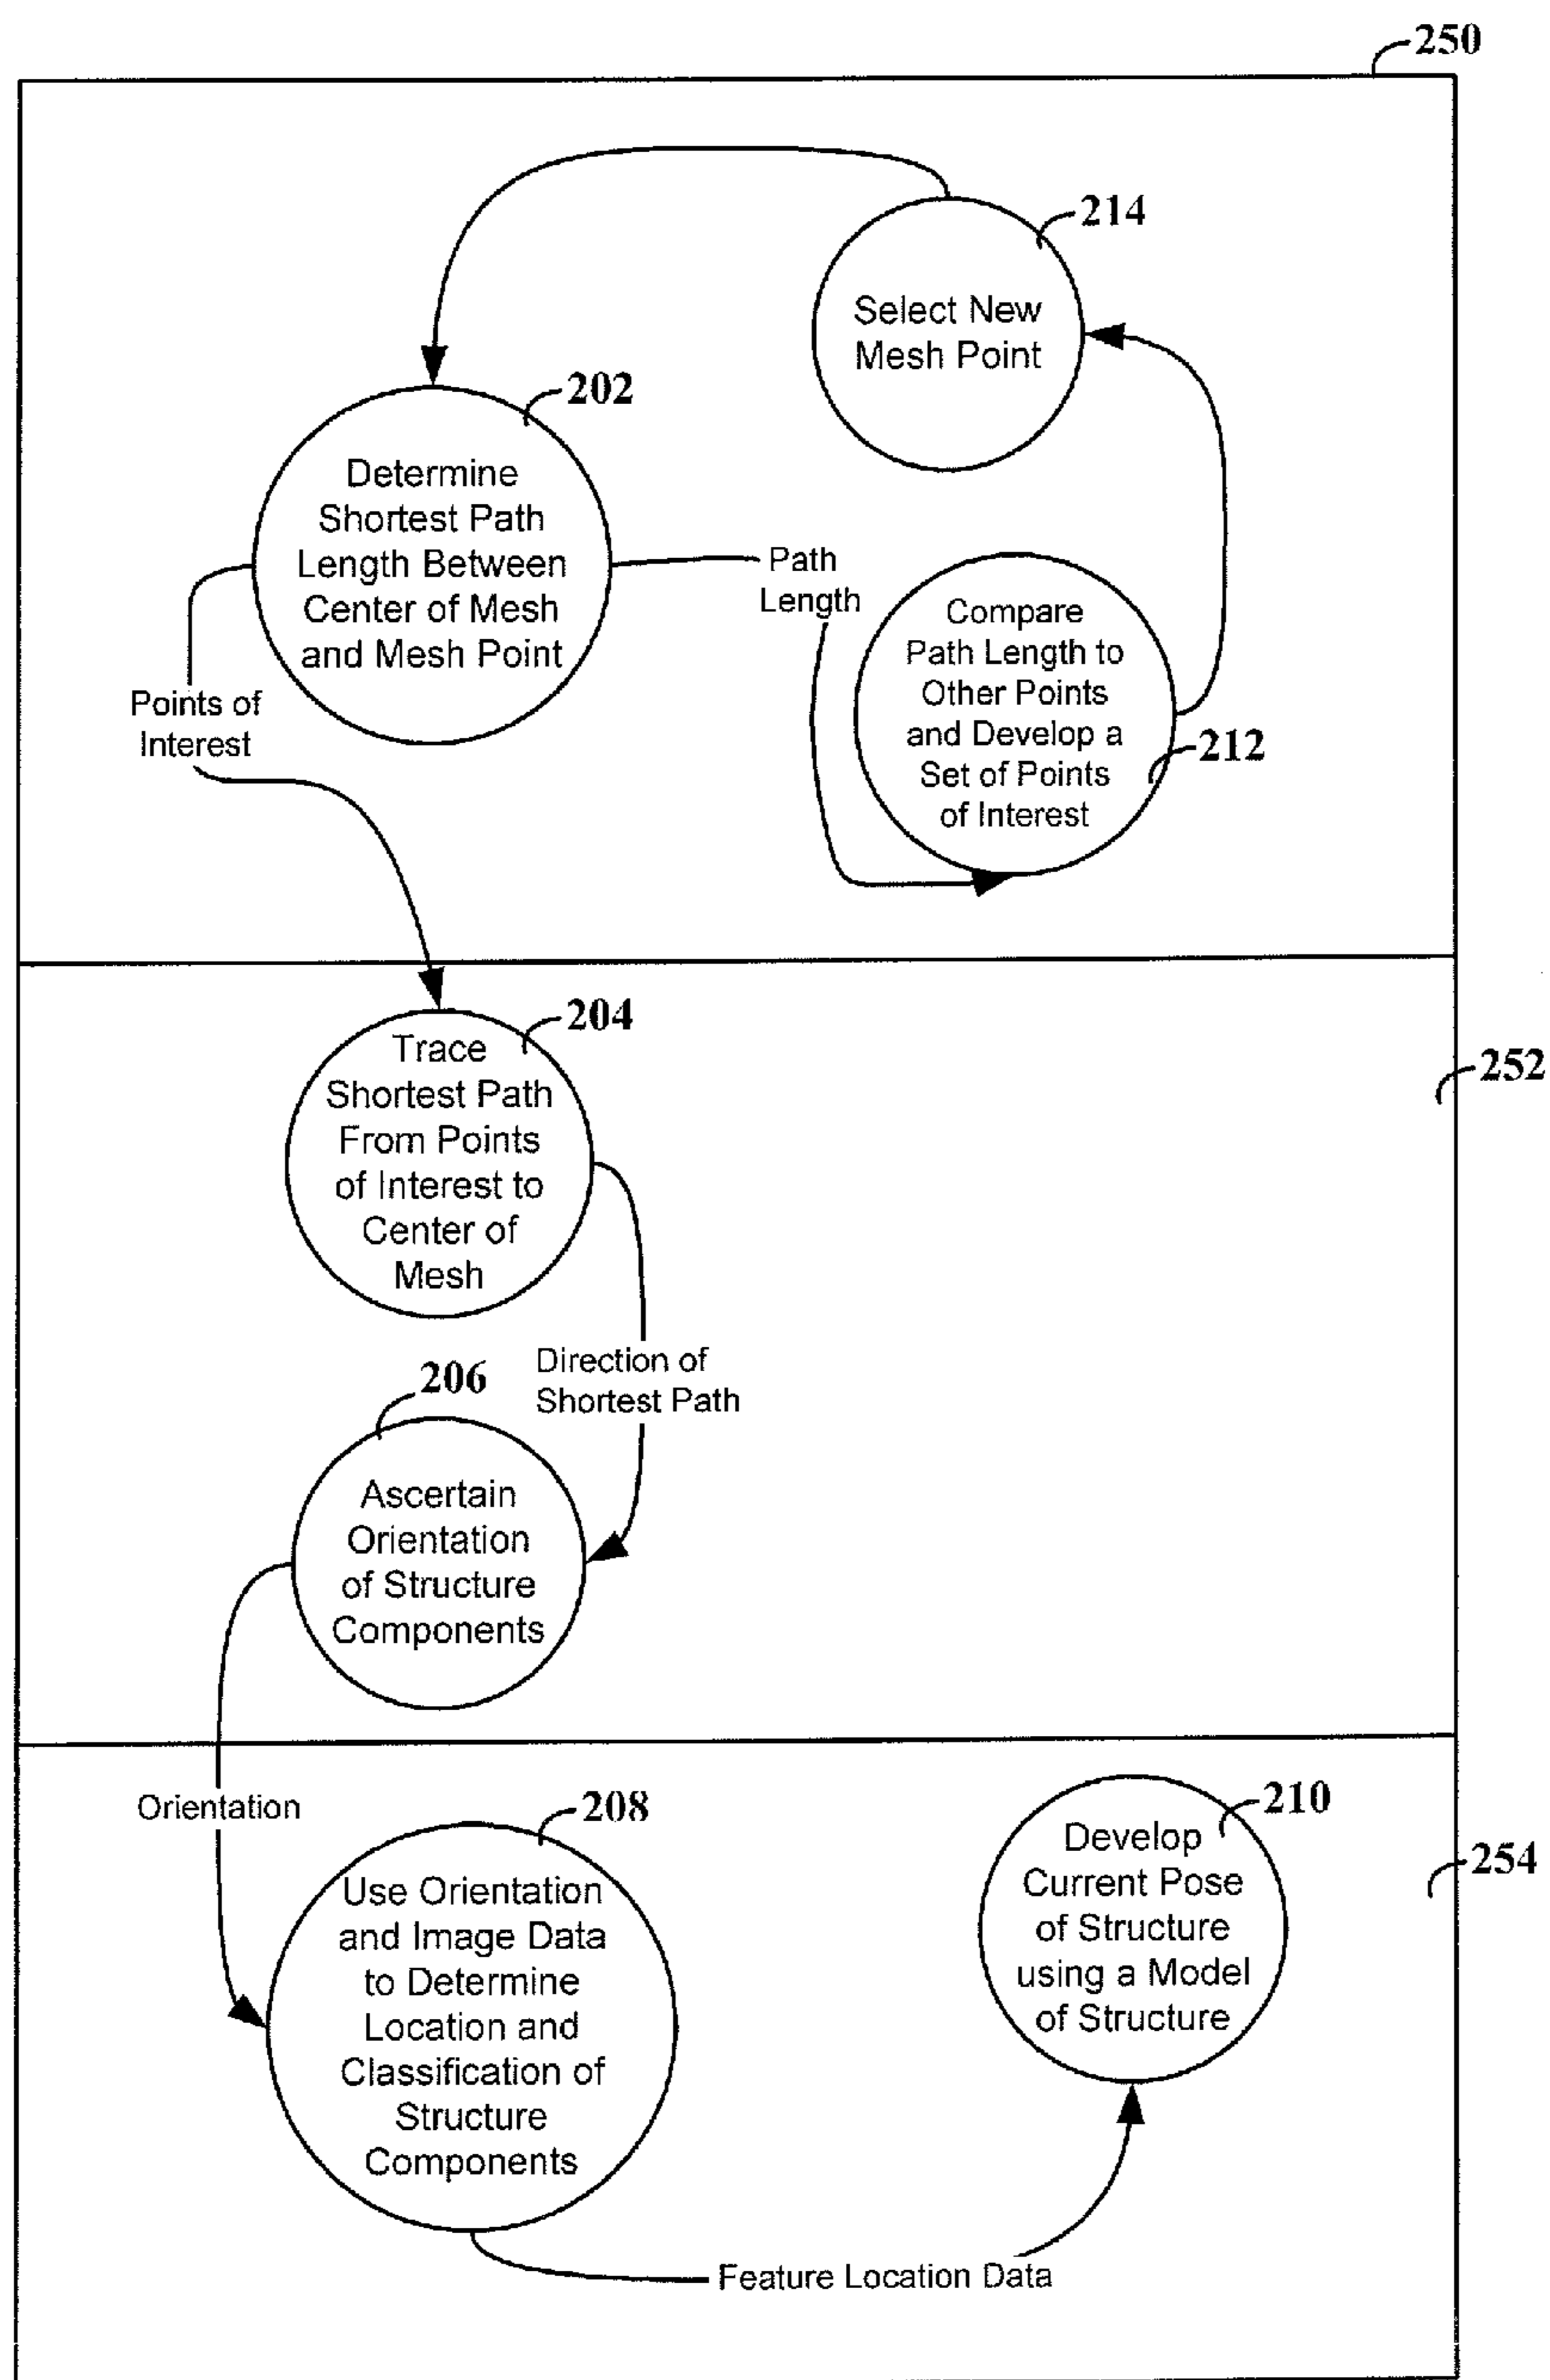 250
214
Select New
Mesh Point
202
Determine
Shortest Path
Length Between
Center of Mesh
and Mesh Point
Path
Length
Compare
Path Length to
Other Points
and Develop a
Set of Points
of Interest
212
Points of
Interest
204
Trace
Shortest Path
From Points
of Interest to
Center of
Mesh
252
Direction of
Shortest Path
206
Ascertain
Orientation
of Structure
Components
Orientation
208
Use Orientation
and Image Data
to Determine
Location and
Classification of
Structure
Components
210
Develop
Current Pose
of Structure
using a Model
of Structure
254
Feature Location Data